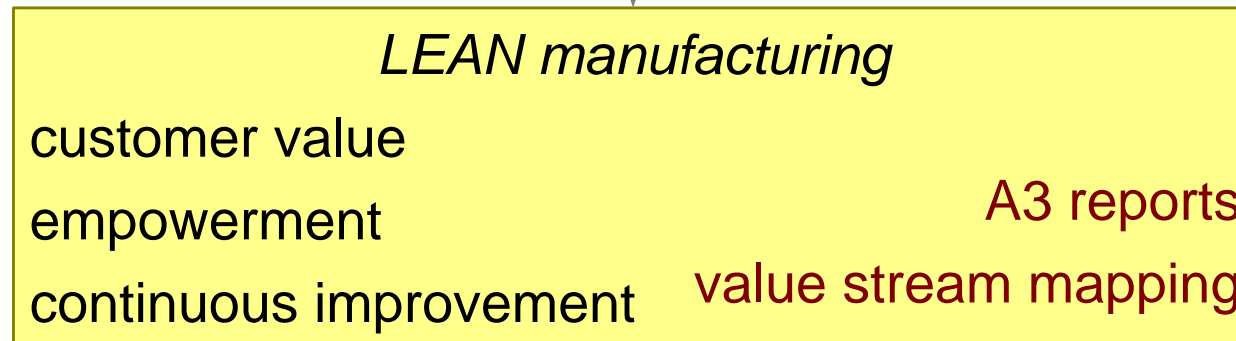 LEAN manufacturing
customer value
empowerment
A3 reports
continuous improvement
value stream mapping